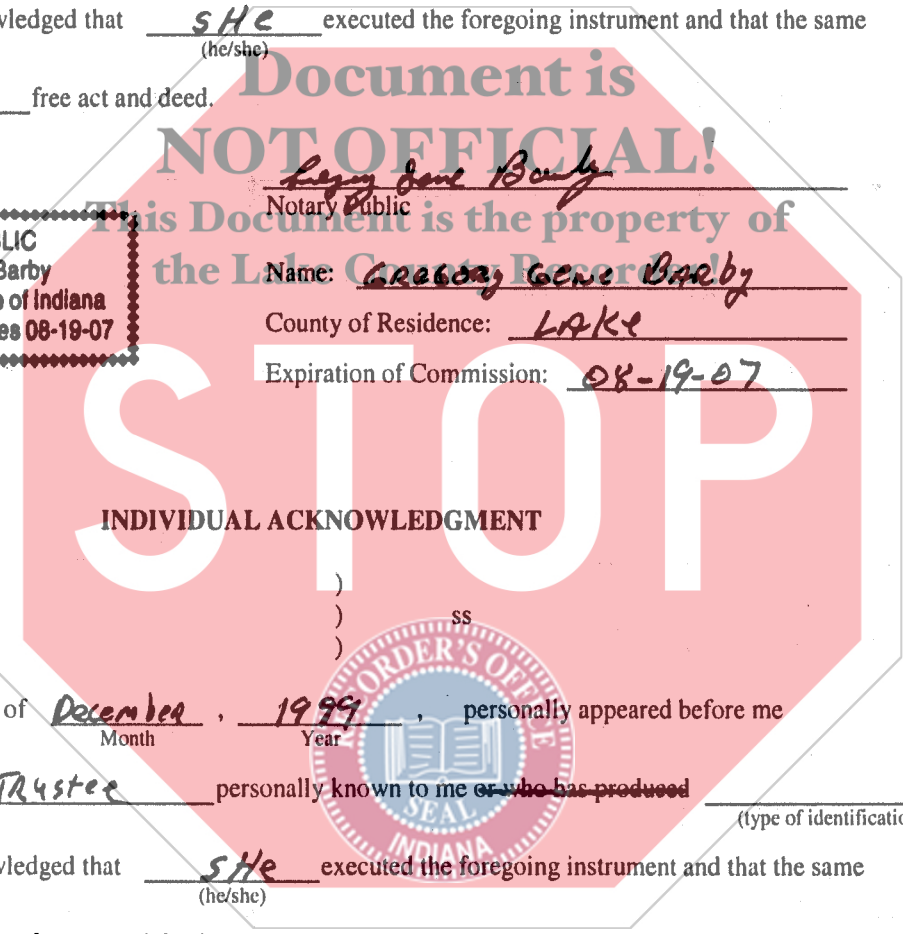 wledged that sHe executed the foregoing instrument and that the same
(he/she)
Document is
free act and deed.
NOT OFFICIAL!
Notary Public
This Document is the property of
the Lake County Recorder!
LIC
Barby
of Indiana
es 08-19-07
Name: GREGORY GENE BARby
County of Residence: LAKe
Expiration of Commission: 08-19-07
STOP
INDIVIDUAL ACKNOWLEDGMENT
)
) ss
)
of December, 1999, personally appeared before me
Month Year
TRustee personally known to me or who has produced
(type of identificatio
wledged that sHe executed the foregoing instrument and that the same
(he/she)
RECORDER'S OFFICE
SEAL
INDIANA